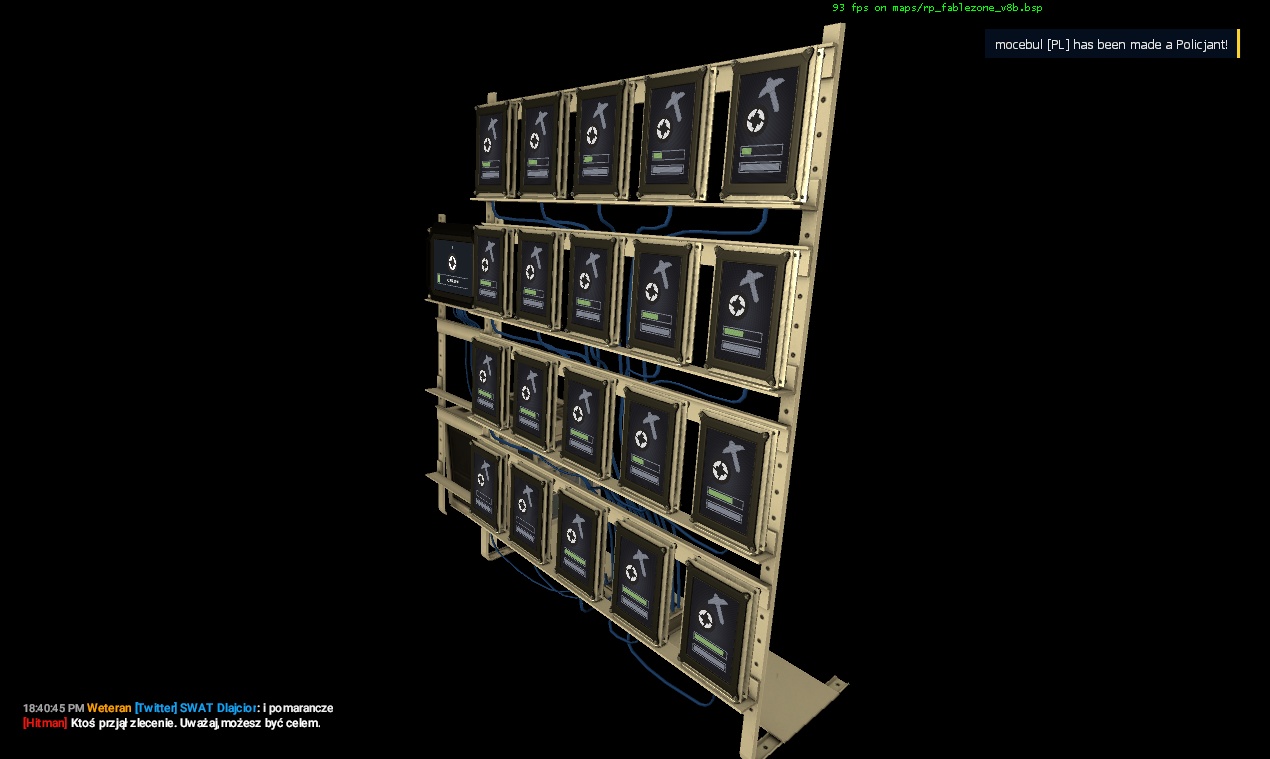 93 fps on maps/rp_fablezone_v8b.bsp
mocebul [PL] has been made a Policjant!
18:40:45 PM Weteran [Twitter] SWAT Dlajcior: i pomarancze
[Hitman] Ktoś przjął zlecenie. Uważaj,możesz być celem.